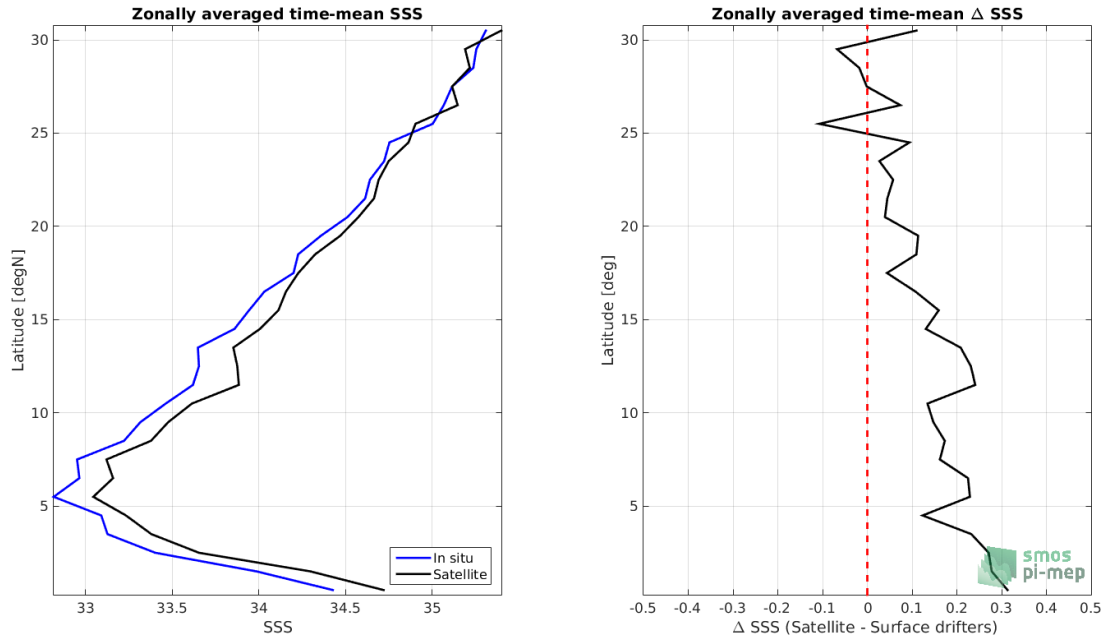 Zonally averaged time-mean SSS
30
25
20
15
10
5
Latitude [degN]
33
33.5
34
34.5
35
SSS
In situ
Satellite
Zonally averaged time-mean Δ SSS
30
25
20
15
10
5
Latitude [deg]
-0.5
-0.4
-0.3
-0.2
-0.1
0
0.1
0.2
0.3
0.4
0.5
Δ SSS (Satellite - Surface drifters)
smos
pi-mep